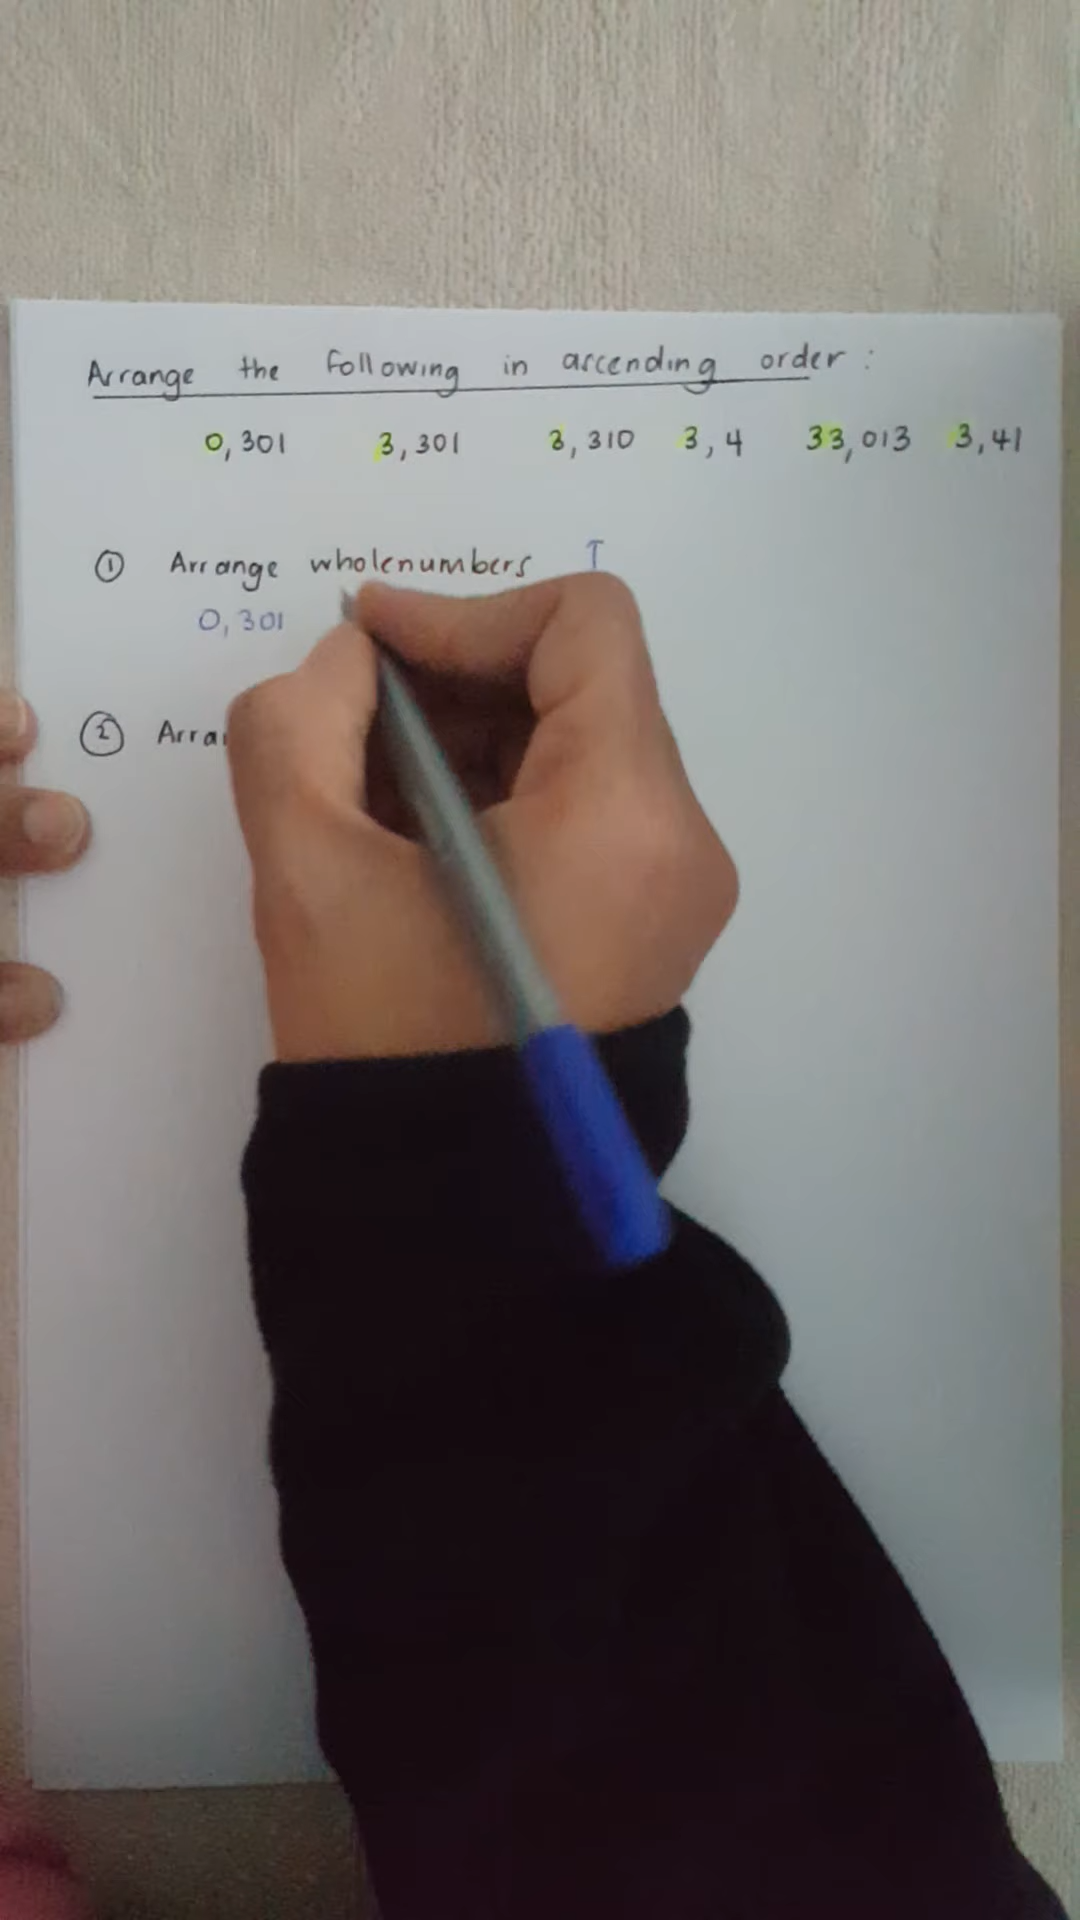 Arrange the following in ascending order :
0,301 3,301 3,310 3,4 33,013 3,41
① Arrange wholenumbers
0,301
②